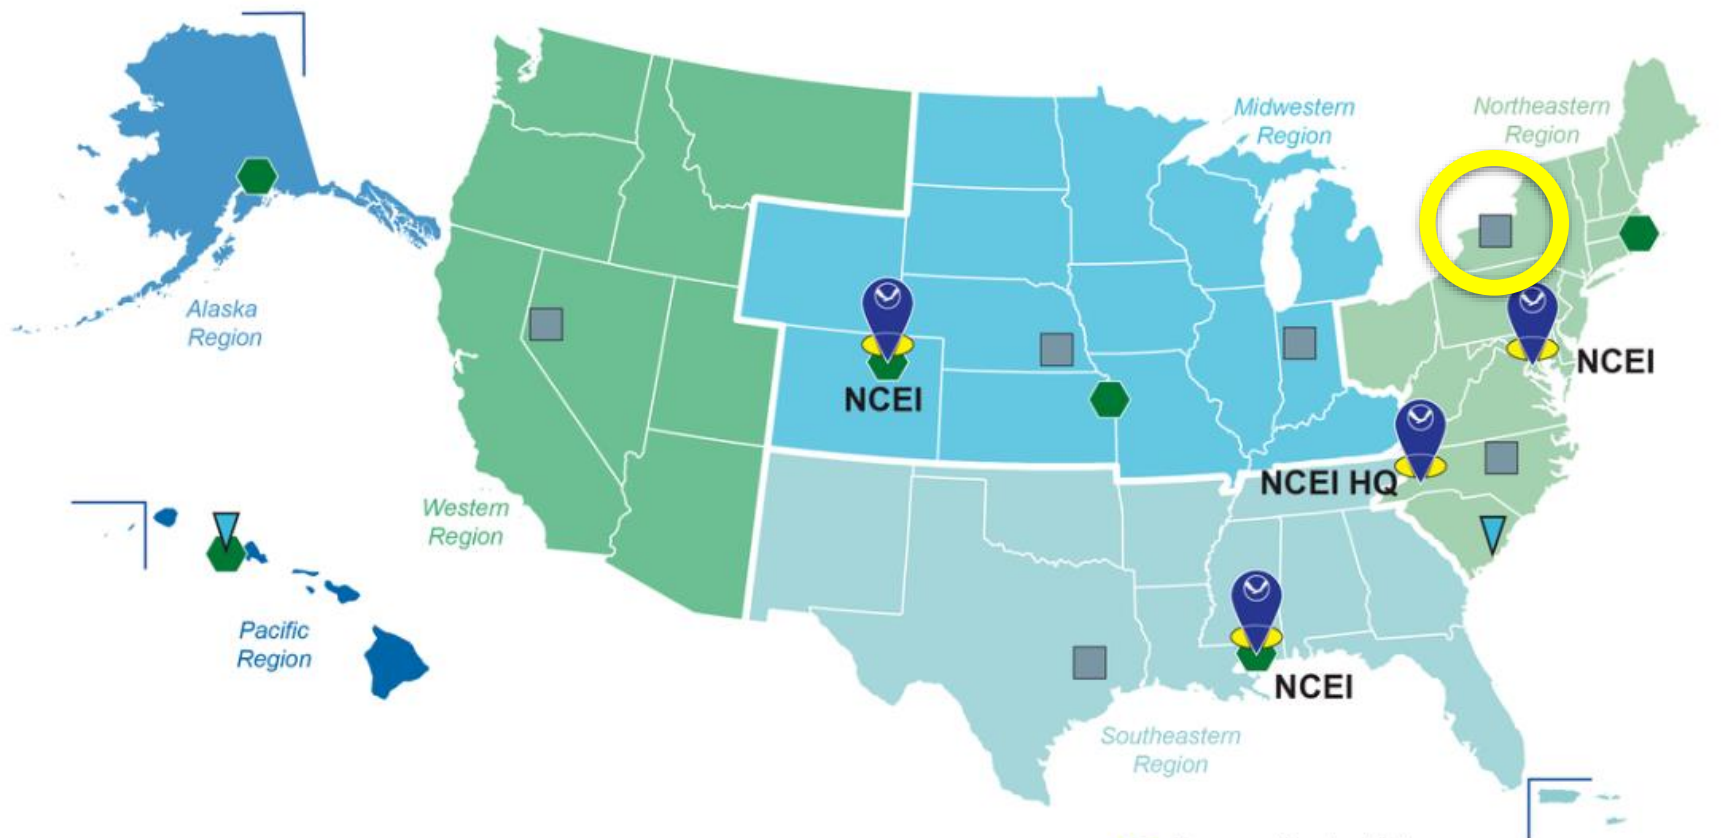 Midwestern
Region
Northeastern
Region
Alaska
Region
NCEI
NCEI
NCEI HQ
Western
Region
Pacific
Region
NCEI
Southeastern
Region